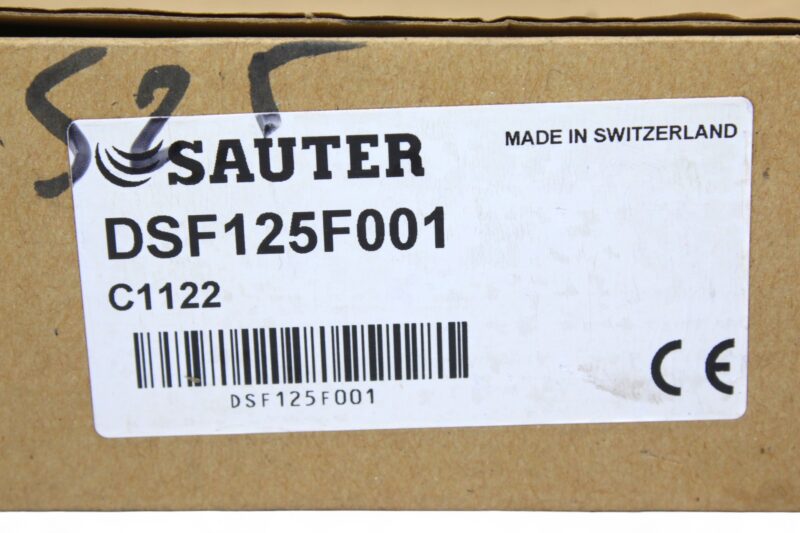 525
SAUTER
MADE IN SWITZERLAND
DSF125F001
C1122
DSF125F001
CE